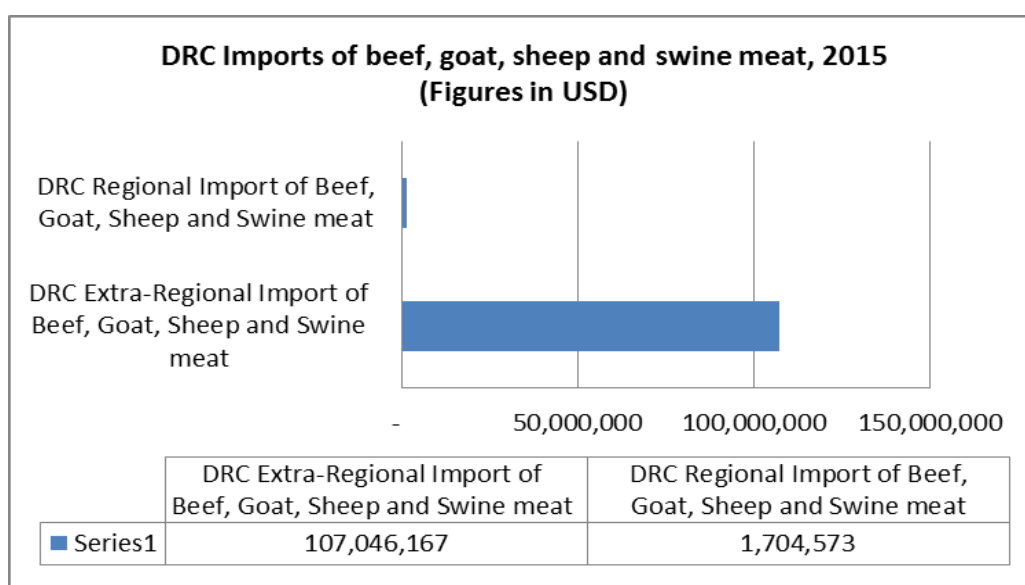 DRC Imports of beef, goat, sheep and swine meat, 2015
(Figures in USD)
DRC Regional Import of Beef,
Goat, Sheep and Swine meat
DRC Extra-Regional Import of
Beef, Goat, Sheep and Swine
meat
- 50,000,000 100,000,000 150,000,000
DRC Extra-Regional Import of
Beef, Goat, Sheep and Swine meat
DRC Regional Import of Beef,
Goat, Sheep and Swine meat
Series1 107,046,167 1,704,573